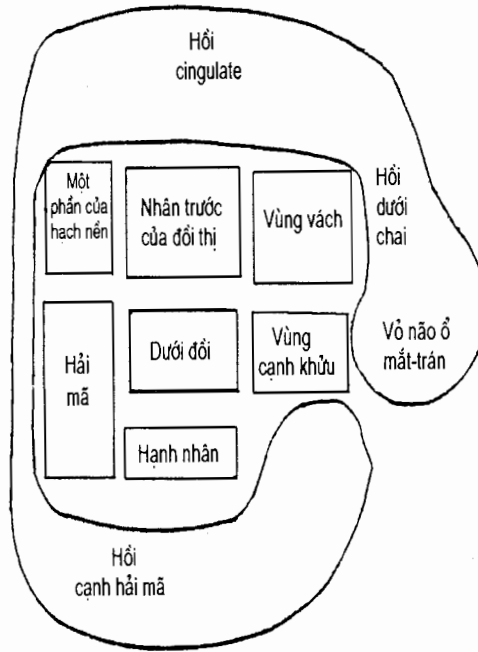 Hồi
cingulate
Một
phần của
hạch nền
Nhân trước
của đồi thị
Vùng vách
Hồi
dưới
chai
Hải
mã
Dưới đồi
Vùng
cạnh khứu
Vỏ não ổ
mắt-trán
Hạnh nhân
Hồi
cạnh hải mã